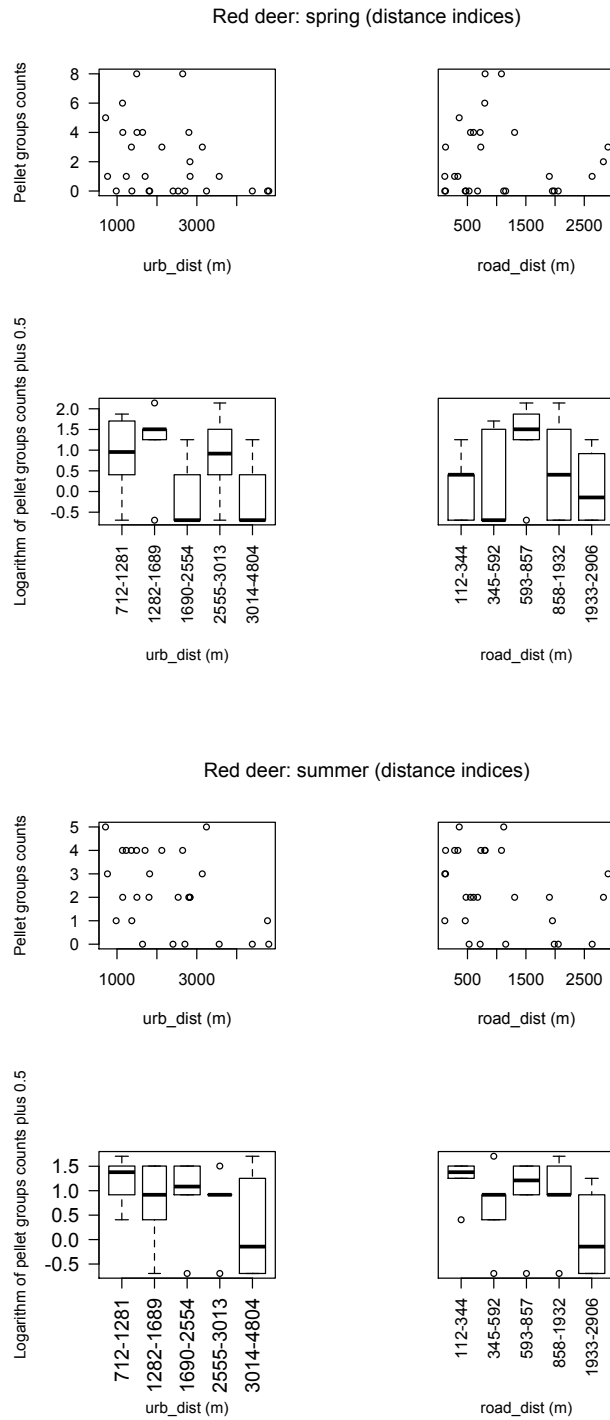 Red deer: spring (distance indices)
Pellet groups counts
8
6
4
2
0
1000 3000
urb_dist (m)
500 1500 2500
road_dist (m)
Logarithm of pellet groups counts plus 0.5
2.0
1.5
1.0
0.5
0.0
-0.5
712-1281
1282-1689
1690-2554
2555-3013
3014-4804
urb_dist (m)
112-344
345-592
593-857
858-1932
1933-2906
road_dist (m)
Red deer: summer (distance indices)
Pellet groups counts
5
4
3
2
1
0
1000 3000
urb_dist (m)
500 1500 2500
road_dist (m)
Logarithm of pellet groups counts plus 0.5
1.5
1.0
0.5
0.0
-0.5
712-1281
1282-1689
1690-2554
2555-3013
3014-4804
urb_dist (m)
112-344
345-592
593-857
858-1932
1933-2906
road_dist (m)